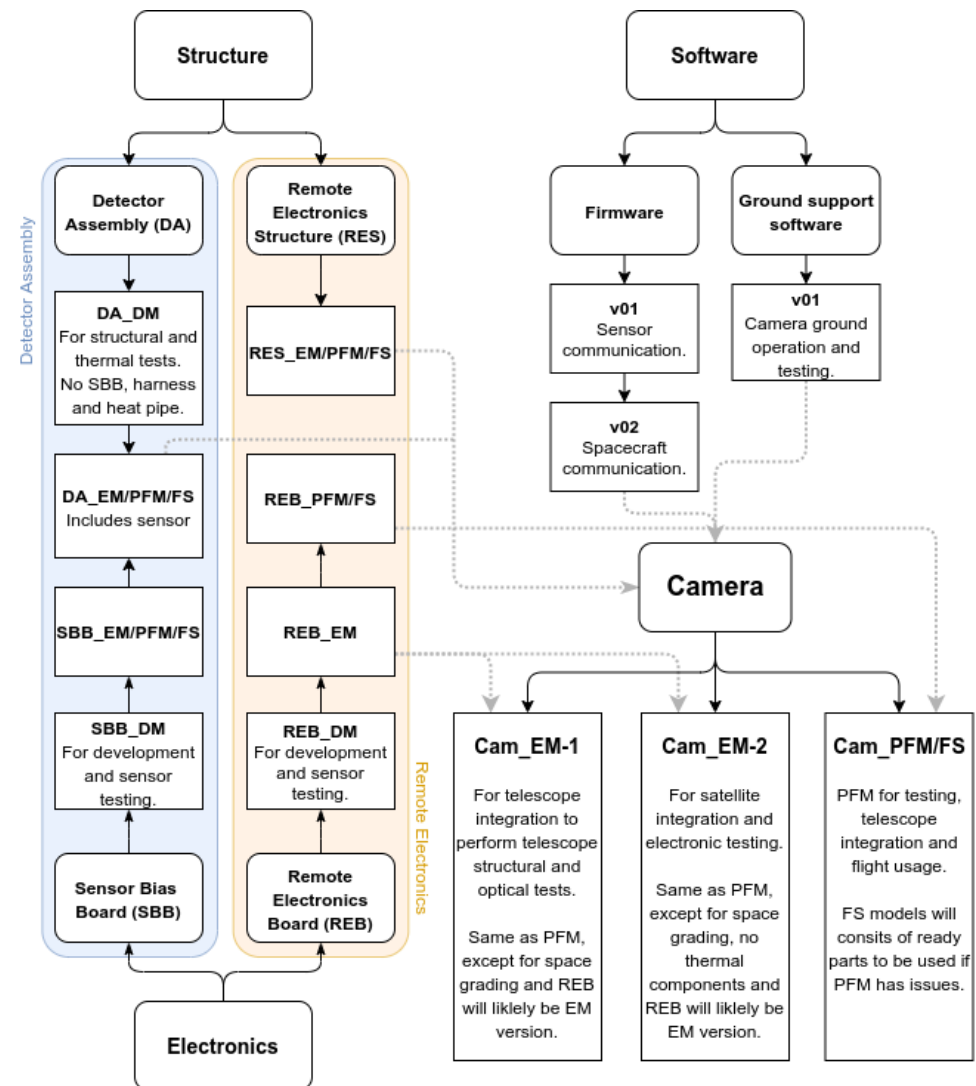 Structure
Software
Detector
Assembly (DA)
Remote
Electronics
Structure (RES)
Firmware
Ground support
software
Detector Assembly
DA_DM
For structural and
thermal tests.
No SBB, harness
and heat pipe.
RES_EM/PFM/FS
v01
Sensor
communication.
v01
Camera ground
operation and
testing.
v02
Spacecraft
communication.
DA_EM/PFM/FS
Includes sensor
REB_PFM/FS
Camera
SBB_EM/PFM/FS
REB_EM
SBB_DM
For development
and sensor
testing.
REB_DM
For development
and sensor
testing.
Remote Electronics
Sensor Bias
Board (SBB)
Remote
Electronics
Board (REB)
Electronics
Cam_EM-1
For telescope
integration to
perform telescope
structural and
optical tests.
Same as PFM,
except for space
grading and REB
will liklely be EM
version.
Cam_EM-2
For satellite
integration and
electronic testing.
Same as PFM,
except for space
grading, no
thermal
components and
REB will liklely be
EM version.
Cam_PFM/FS
PFM for testing,
telescope
integration and
flight usage.
FS models will
consits of ready
parts to be used if
PFM has issues.